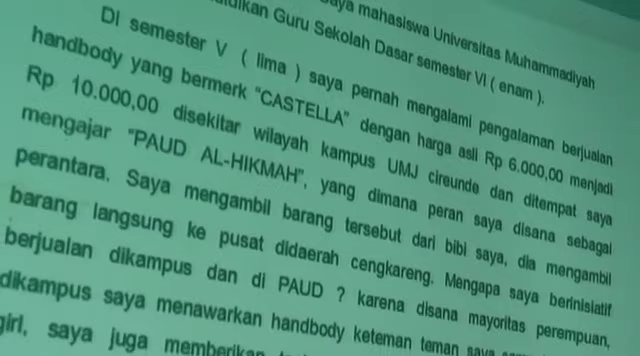 saya mahasiswa Universitas Muhammadiyah
Guru Sekolah Dasar semester VI ( enam ).
DI semester V ( lima ) saya pernah mengalami pengalaman berjualan
handbody yang bermerk "CASTELLA" dengan harga asli Rp 6.000,00 menjadi
Rp 10.000,00 disekitar wilayah kampus UMJ cireunde dan ditempat saya
mengajar "PAUD AL-HIKMAH", yang dimana peran saya disana sebagai
perantara. Saya mengambil barang tersebut dari bibi saya, dia mengambil
barang langsung ke pusat didaerah cengkareng. Mengapa saya berinisiatif
berjualan dikampus dan di PAUD ? karena disana mayoritas perempuan,
dikampus saya menawarkan handbody keteman teman saya
girl, saya juga memberikan